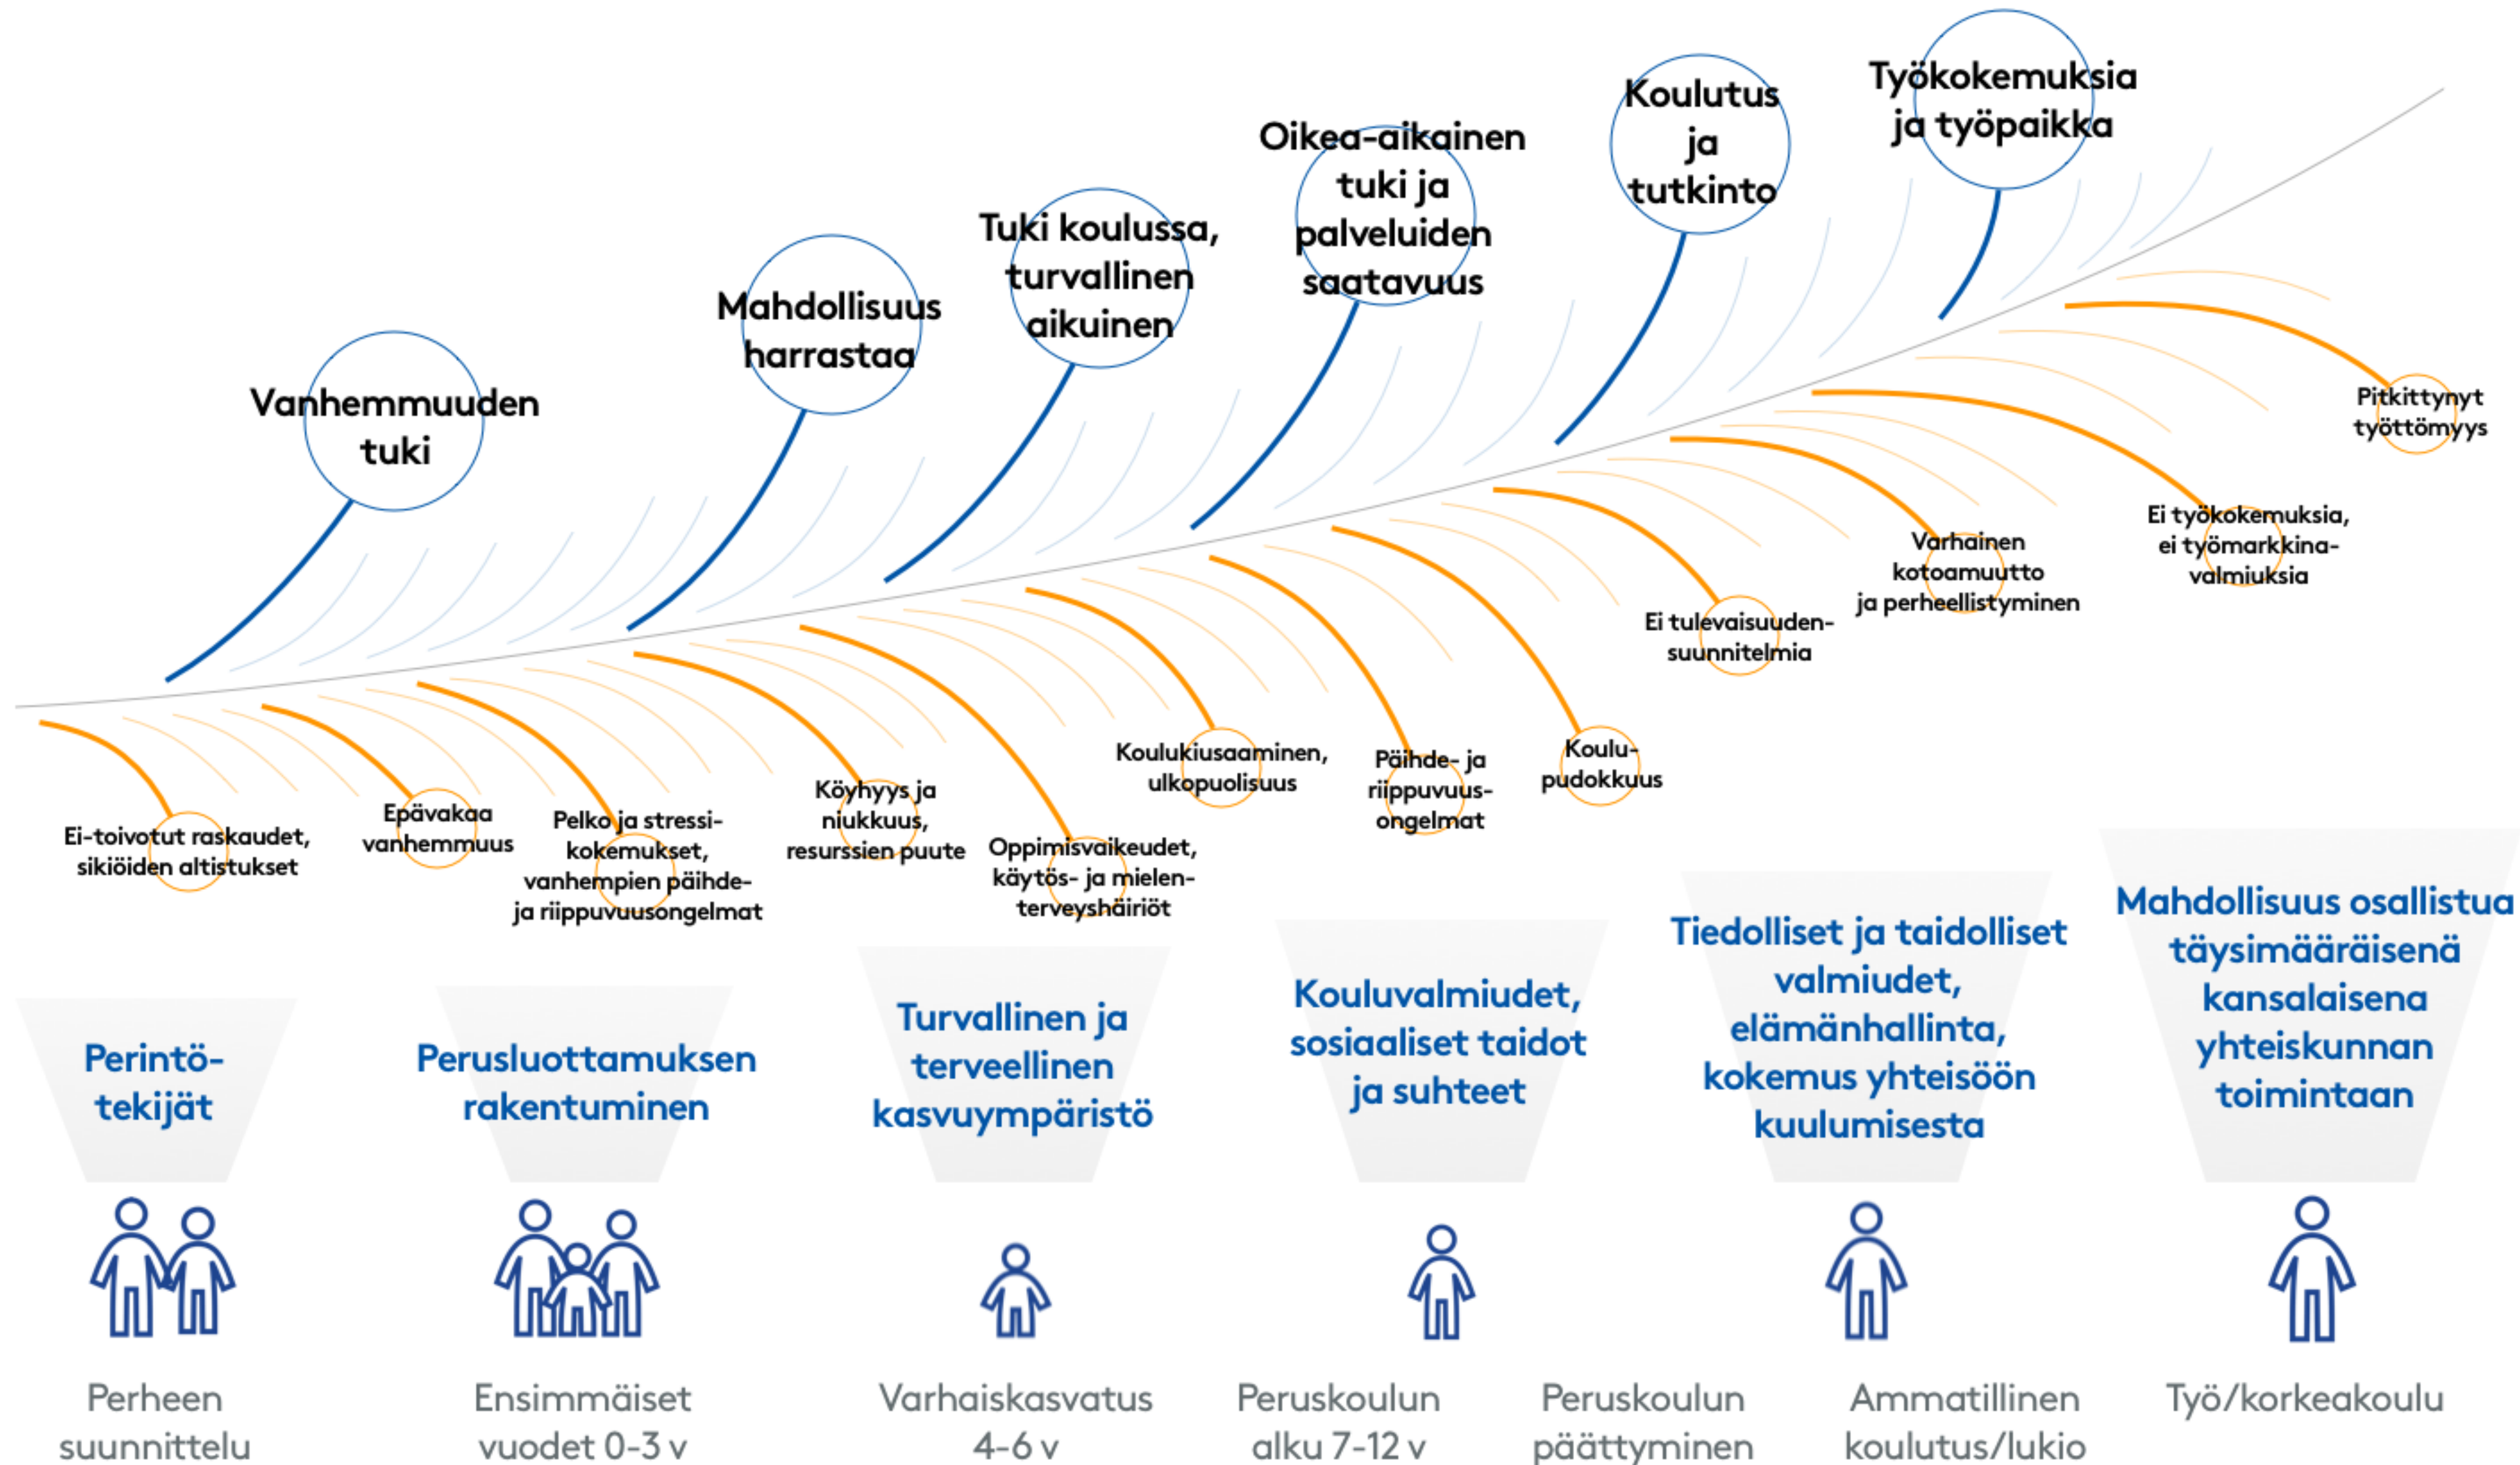 Vanhemmuuden
tuki
Mahdollisuus
harrastaa
Tuki koulussa,
turvallinen
aikuinen
Oikea-aikainen
tuki ja
palveluiden
saatavuus
Koulutus
ja
tutkinto
Työkokemuksia
ja työpaikka
Ei-toivotut raskaudet,
sikiöiden altistukset
Epävakaa
vanhemmuus
Pelko ja stressi-
kokemukset,
vanhempien päihde-
ja riippuvuusongelmat
Köyhyys ja
niukkuus,
resurssien puute
Oppimisvaikeudet,
käytös- ja mielen-
terveyshäiriöt
Koulukiusaaminen,
ulkopuolisuus
Päihde- ja
riippuvuus-
ongelmat
Koulu-
pudokkuus
Ei tulevaisuuden-
suunnitelmia
Varhainen
kotoamuutto
ja perheellistyminen
Ei työkokemuksia,
ei työmarkkina-
valmiuksia
Pitkittynyt
työttömyys
Perintö-
tekijät
Perusluottamuksen
rakentuminen
Turvallinen ja
terveellinen
kasvuympäristö
Kouluvalmiudet,
sosiaaliset taidot
ja suhteet
Tiedolliset ja taidolliset
valmiudet,
elämänhallinta,
kokemus yhteisöön
kuulumisesta
Mahdollisuus osallistua
täysimääräisenä
kansalaisena
yhteiskunnan
toimintaan
Perheen
suunnittelu
Ensimmäiset
vuodet 0-3 v
Varhaiskasvatus
4-6 v
Peruskoulun
alku 7-12 v
Peruskoulun
päättyminen
Ammatillinen
koulutus/lukio
Työ/korkeakoulu